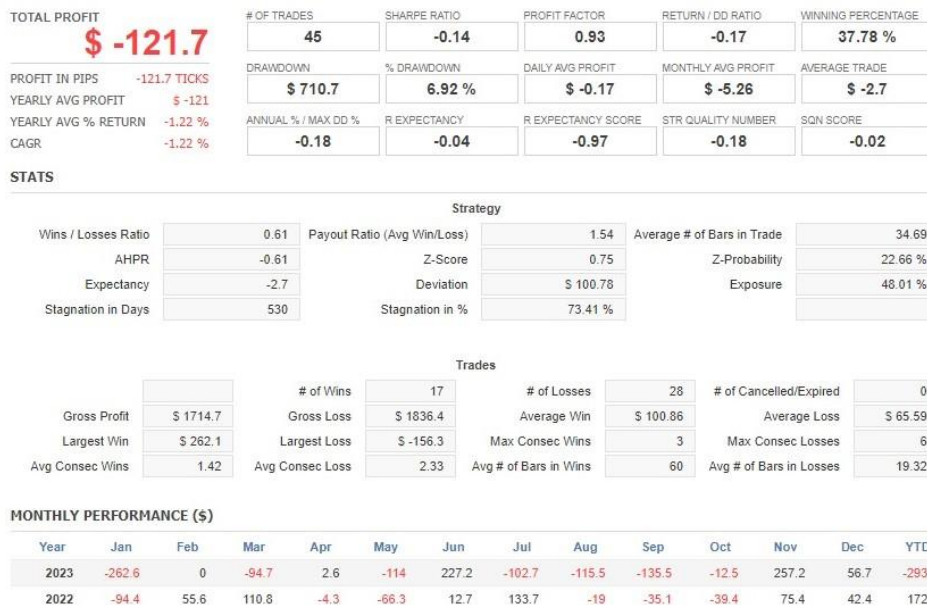 TOTAL PROFIT
$ -121.7
PROFIT IN PIPS -121.7 TICKS
YEARLY AVG PROFIT $ -121
YEARLY AVG % RETURN -1.22 %
CAGR -1.22 %
# OF TRADES SHARPE RATIO PROFIT FACTOR RETURN / DD RATIO WINNING PERCENTAGE
45 -0.14 0.93 -0.17 37.78 %
DRAWDOWN % DRAWDOWN DAILY AVG PROFIT MONTHLY AVG PROFIT AVERAGE TRADE
$ 710.7 6.92 % $ -0.17 $ -5.26 $ -2.7
ANNUAL % / MAX DD % R EXPECTANCY R EXPECTANCY SCORE STR QUALITY NUMBER SQN SCORE
-0.18 -0.04 -0.97 -0.18 -0.02
STATS
Strategy
Wins / Losses Ratio 0.61 Payout Ratio (Avg Win/Loss) 1.54 Average # of Bars in Trade 34.69
AHPR -0.61 Z-Score 0.75 Z-Probability 22.66 %
Expectancy -2.7 Deviation $ 100.78 Exposure 48.01 %
Stagnation in Days 530 Stagnation in % 73.41 %
Trades
# of Wins 17 # of Losses 28 # of Cancelled/Expired 0
Gross Profit $ 1714.7 Gross Loss $ 1836.4 Average Win $ 100.86 Average Loss $ 65.59
Largest Win $ 262.1 Largest Loss $ -156.3 Max Consec Wins 3 Max Consec Losses 6
Avg Consec Wins 1.42 Avg Consec Loss 2.33 Avg # of Bars in Wins 60 Avg # of Bars in Losses 19.32
MONTHLY PERFORMANCE ($)
Year Jan Feb Mar Apr May Jun Jul Aug Sep Oct Nov Dec YTD
2023 -262.6 0 -94.7 2.6 -114 227.2 -102.7 -115.5 -135.5 -12.5 257.2 56.7 -293
2022 -94.4 55.6 110.8 -4.3 -66.3 12.7 133.7 -19 -35.1 -39.4 75.4 42.4 172